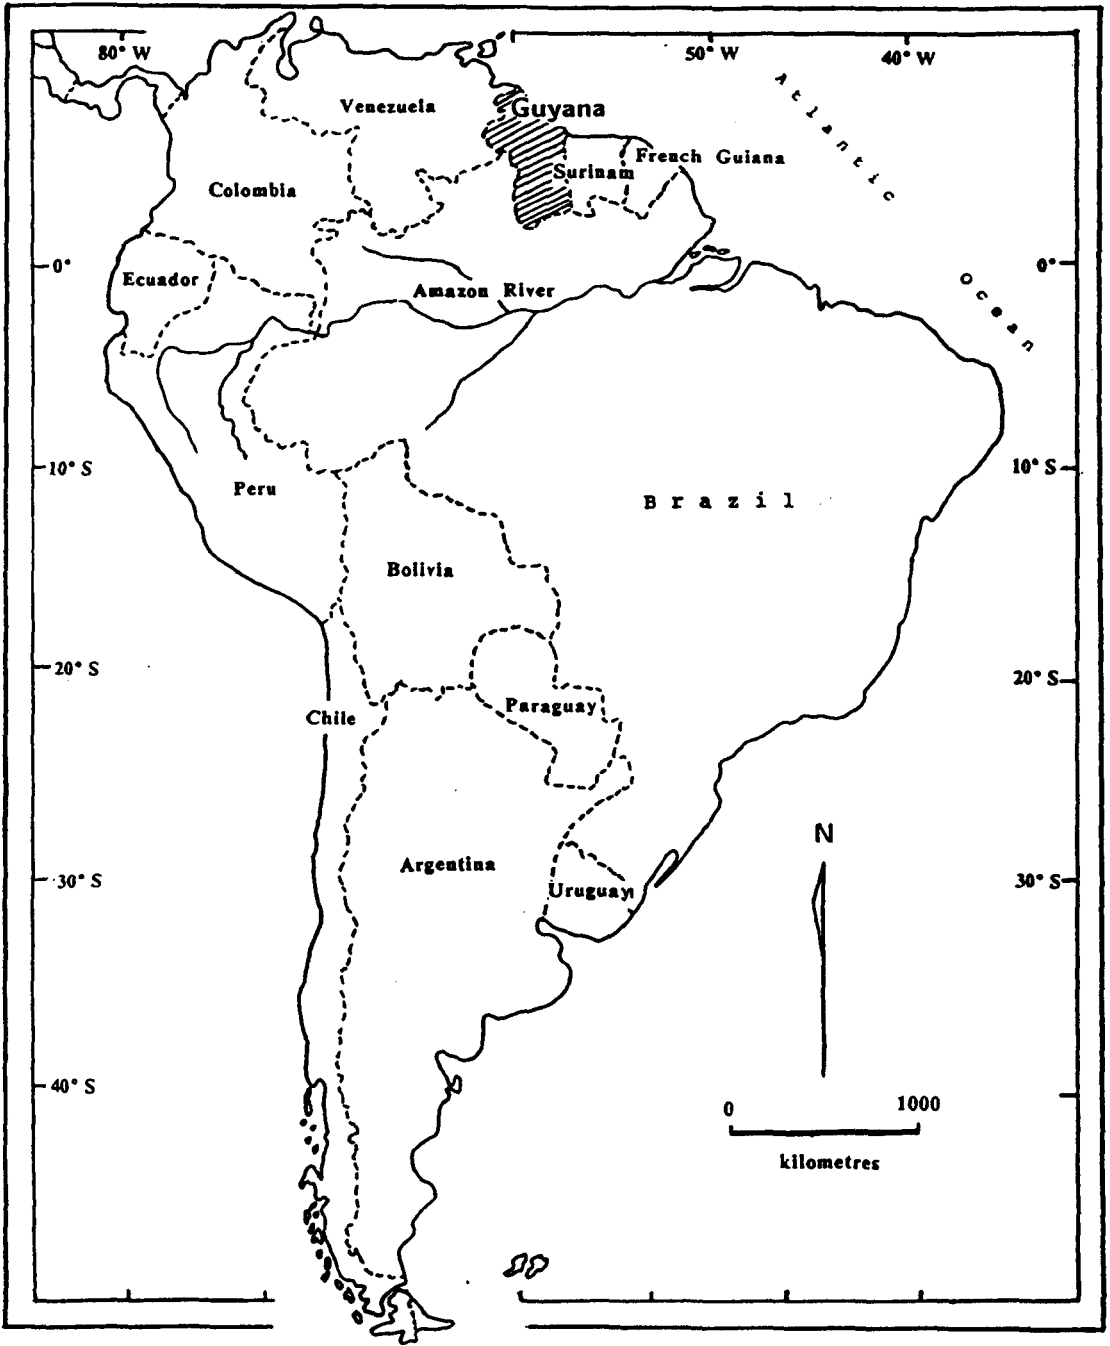 80° W
50° W
40° W
Atlantic
Ocean
Venezuela
Guyana
French Guiana
Surinam
Colombia
0°
0°
Ecuador
Amazon River
10° S
10° S
Peru
Brazil
Bolivia
20° S
20° S
Paraguay
Chile
N
Argentina
30° S
30° S
Uruguay
40° S
0
1000
kilometres